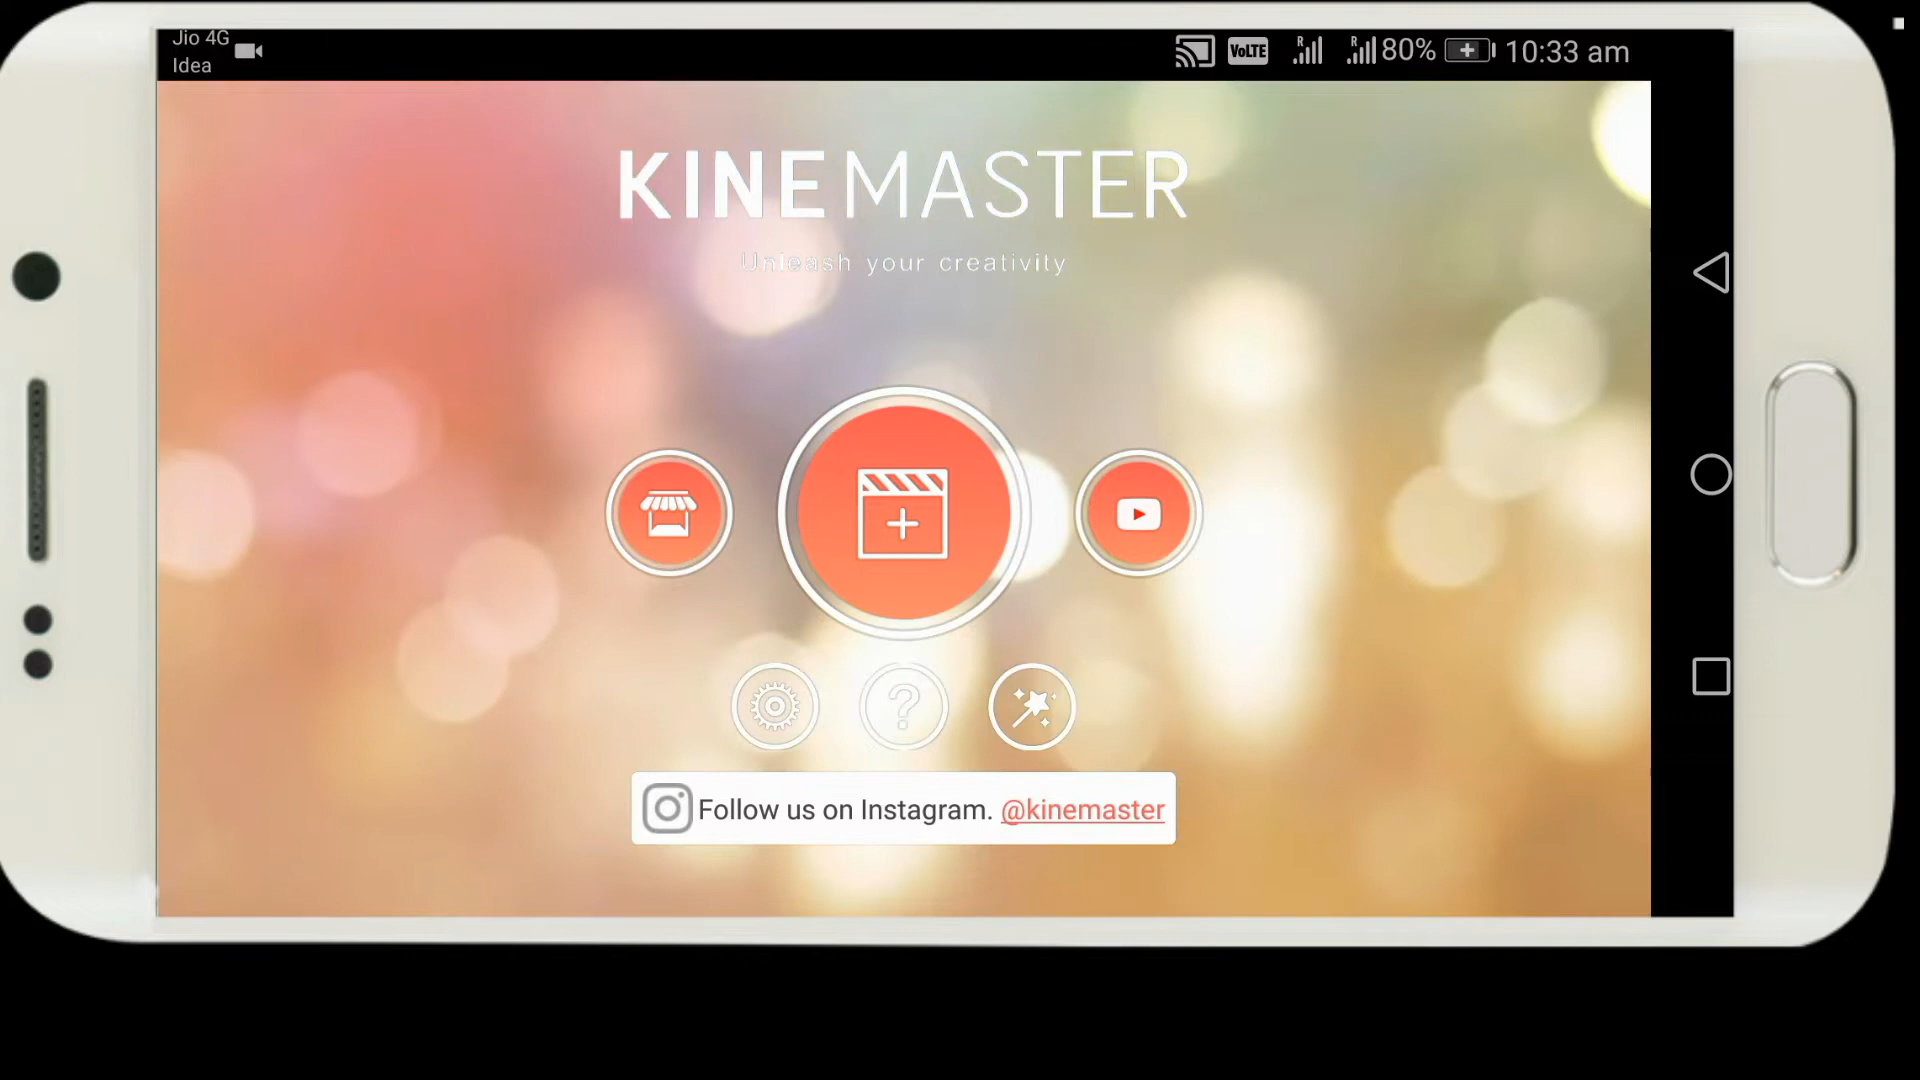 Jio 4G
Idea
VoLTE R R 80% 10:33 am
KINEMASTER
Unleash your creativity
?
Follow us on Instagram. @kinemaster